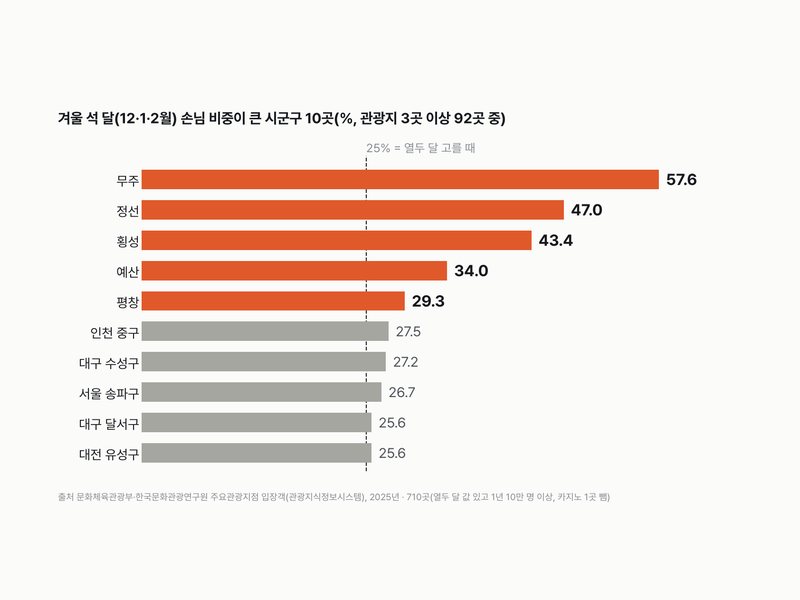 겨울 석 달(12·1·2월) 손님 비중이 큰 시군구 10곳(%, 관광지 3곳 이상 92곳 중)
25% = 열두 달 고를 때
무주 57.6
정선 47.0
횡성 43.4
예산 34.0
평창 29.3
인천 중구 27.5
대구 수성구 27.2
서울 송파구 26.7
대구 달서구 25.6
대전 유성구 25.6
출처 문화체육관광부·한국문화관광연구원 주요관광지점 입장객(관광지식정보시스템), 2025년 · 710곳(열두 달 값 있고 1년 10만 명 이상, 카지노 1곳 뺌)